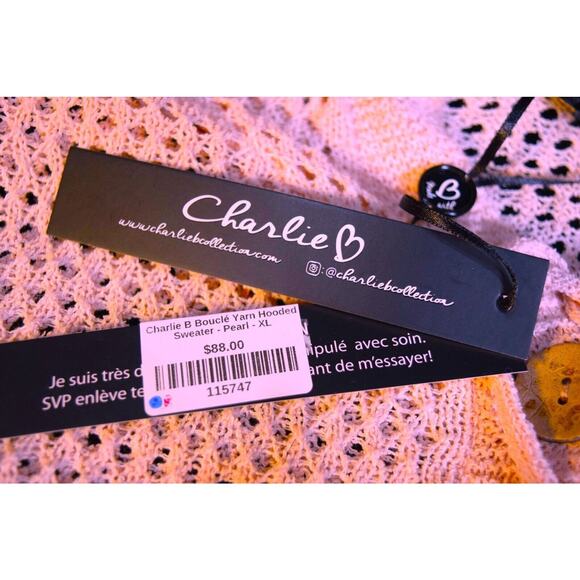 Charlie B
www.charliebcollection.com
: @charliebcollection
B
Charlie B Bouclé Yarn Hooded
Sweater - Pearl - XL
$88.00
115747
N
Je suis très d ipulé avec soin.
SVP enlève te ant de m'essayer!